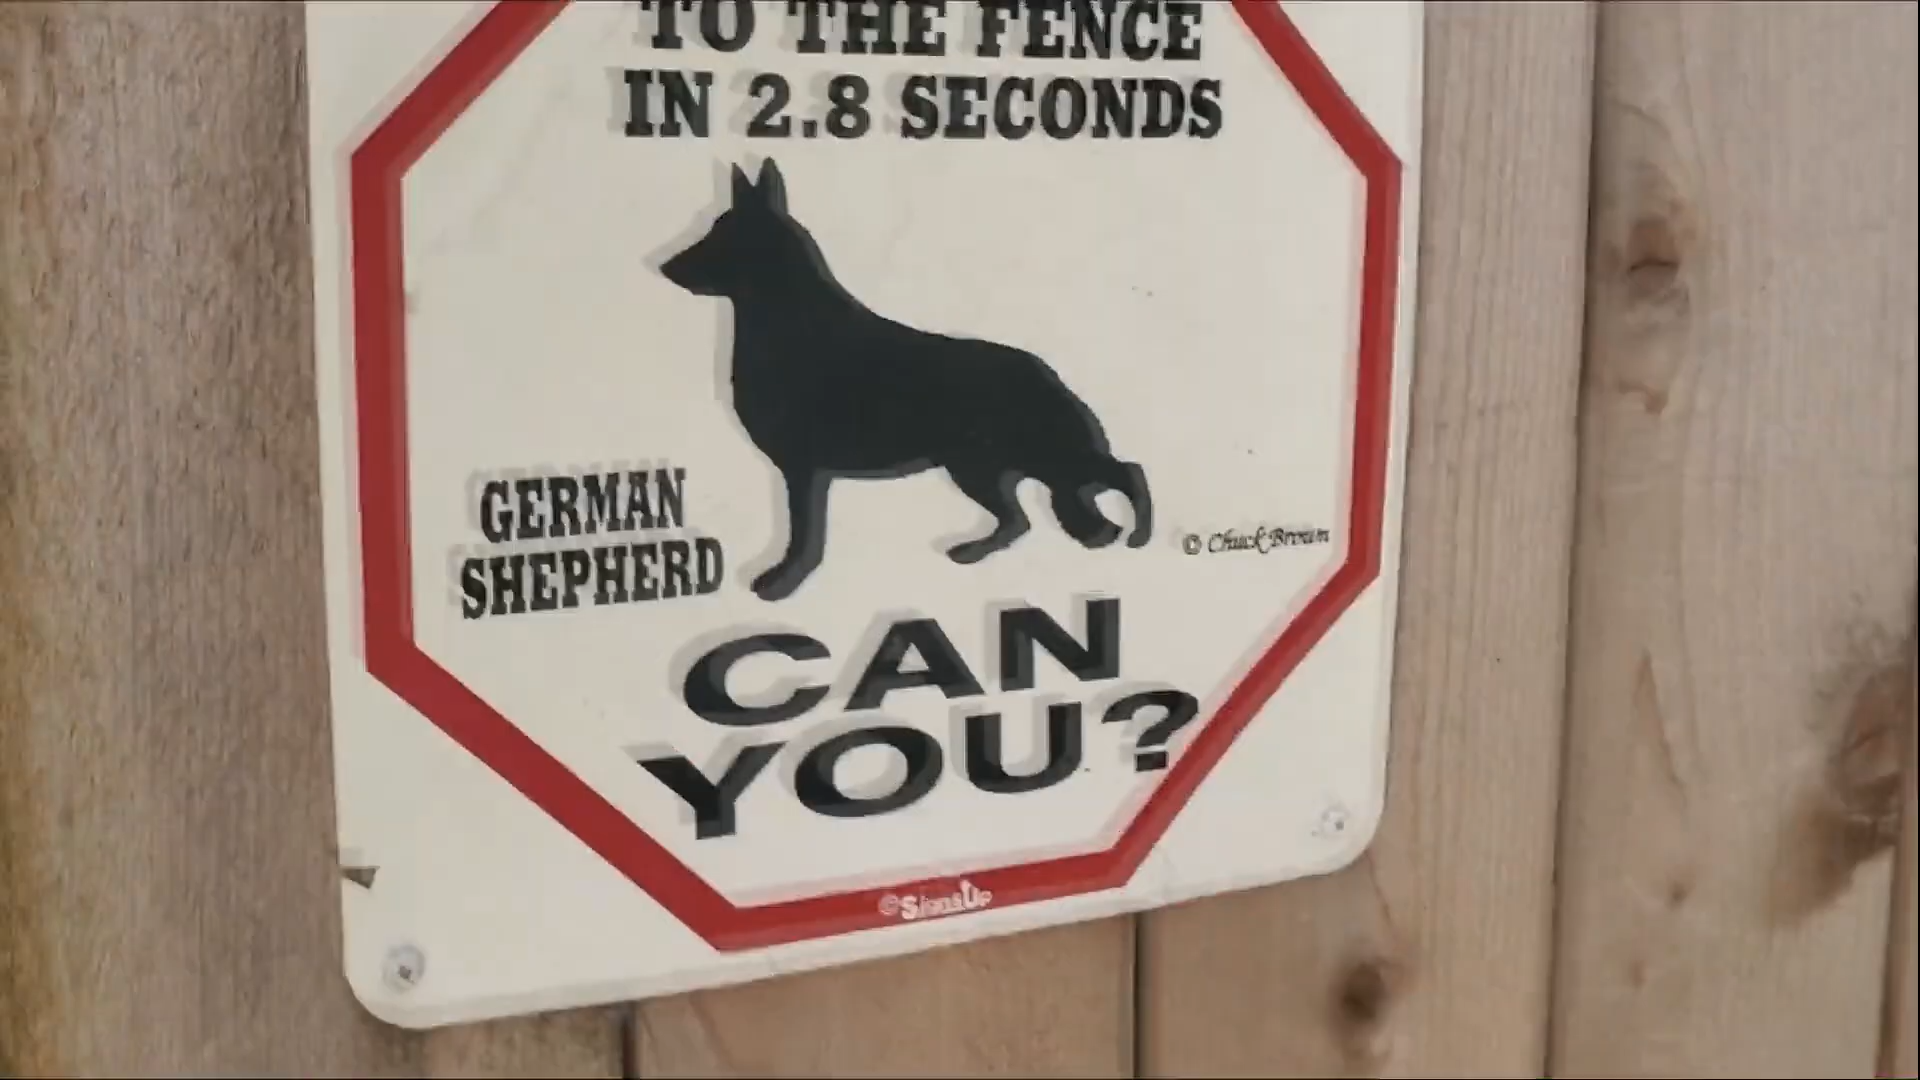 TO THE FENCE
IN 2.8 SECONDS
GERMAN
SHEPHERD
© Chuck Brown
CAN
YOU?
©SignsUp